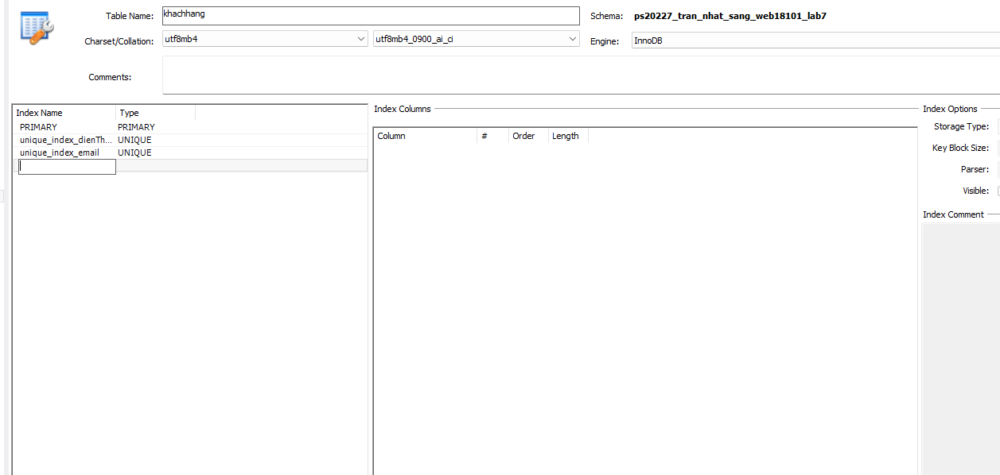 Table Name: khachhang Schema: ps20227_tran_nhat_sang_web18101_lab7
Charset/Collation: utf8mb4 utf8mb4_0900_ai_ci Engine: InnoDB
Comments:
Index Name Type
PRIMARY PRIMARY
unique_index_dienTh... UNIQUE
unique_index_email UNIQUE
Index Columns
Column # Order Length
Index Options
Storage Type:
Key Block Size:
Parser:
Visible:
Index Comment